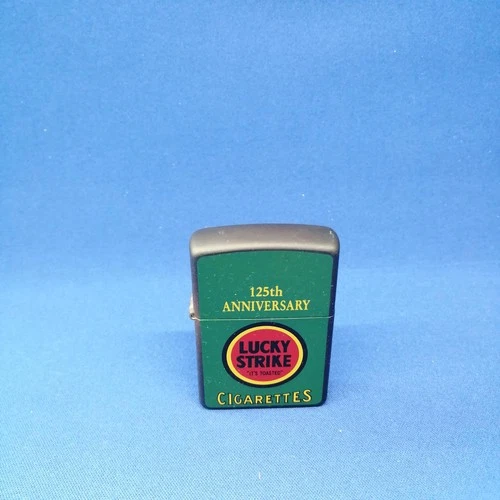 125th
ANNIVERSARY
LUCKY
STRIKE
"IT'S TOASTED"
CIGARETTES